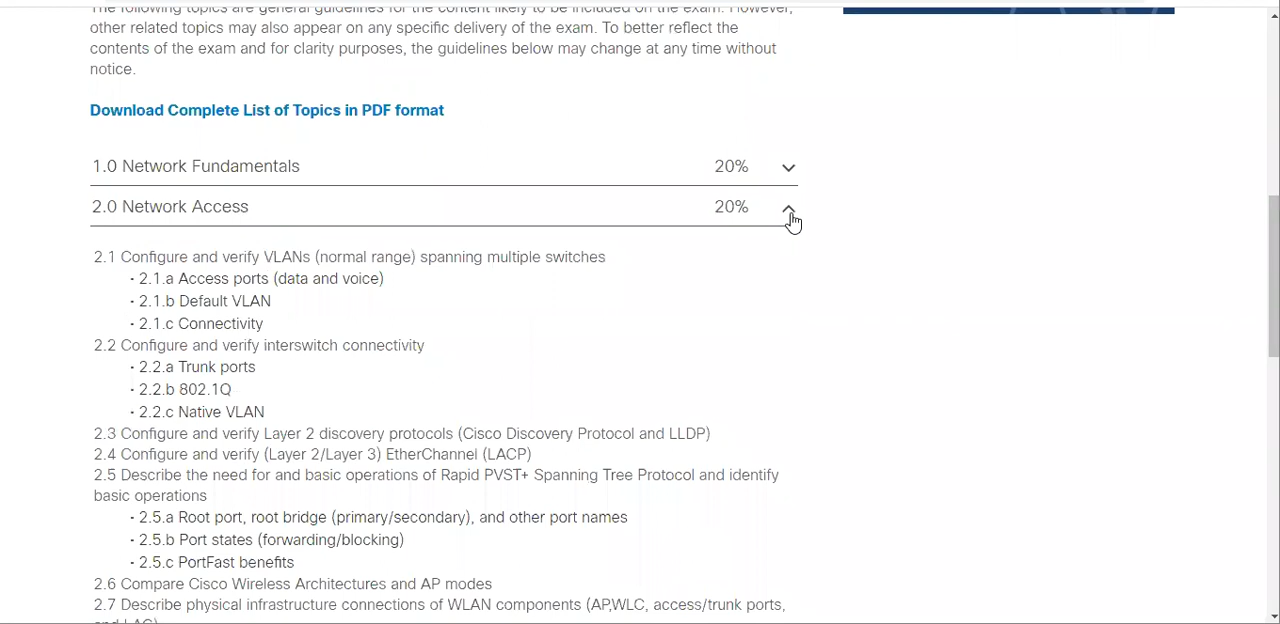 The following topics are general guidelines for the content likely to be included on the exam. However,
other related topics may also appear on any specific delivery of the exam. To better reflect the
contents of the exam and for clarity purposes, the guidelines below may change at any time without
notice.
Download Complete List of Topics in PDF format
1.0 Network Fundamentals 20%
2.0 Network Access 20%
2.1 Configure and verify VLANs (normal range) spanning multiple switches
· 2.1.a Access ports (data and voice)
· 2.1.b Default VLAN
· 2.1.c Connectivity
2.2 Configure and verify interswitch connectivity
· 2.2.a Trunk ports
· 2.2.b 802.1Q
· 2.2.c Native VLAN
2.3 Configure and verify Layer 2 discovery protocols (Cisco Discovery Protocol and LLDP)
2.4 Configure and verify (Layer 2/Layer 3) EtherChannel (LACP)
2.5 Describe the need for and basic operations of Rapid PVST+ Spanning Tree Protocol and identify
basic operations
· 2.5.a Root port, root bridge (primary/secondary), and other port names
· 2.5.b Port states (forwarding/blocking)
· 2.5.c PortFast benefits
2.6 Compare Cisco Wireless Architectures and AP modes
2.7 Describe physical infrastructure connections of WLAN components (AP,WLC, access/trunk ports,
and LAG)